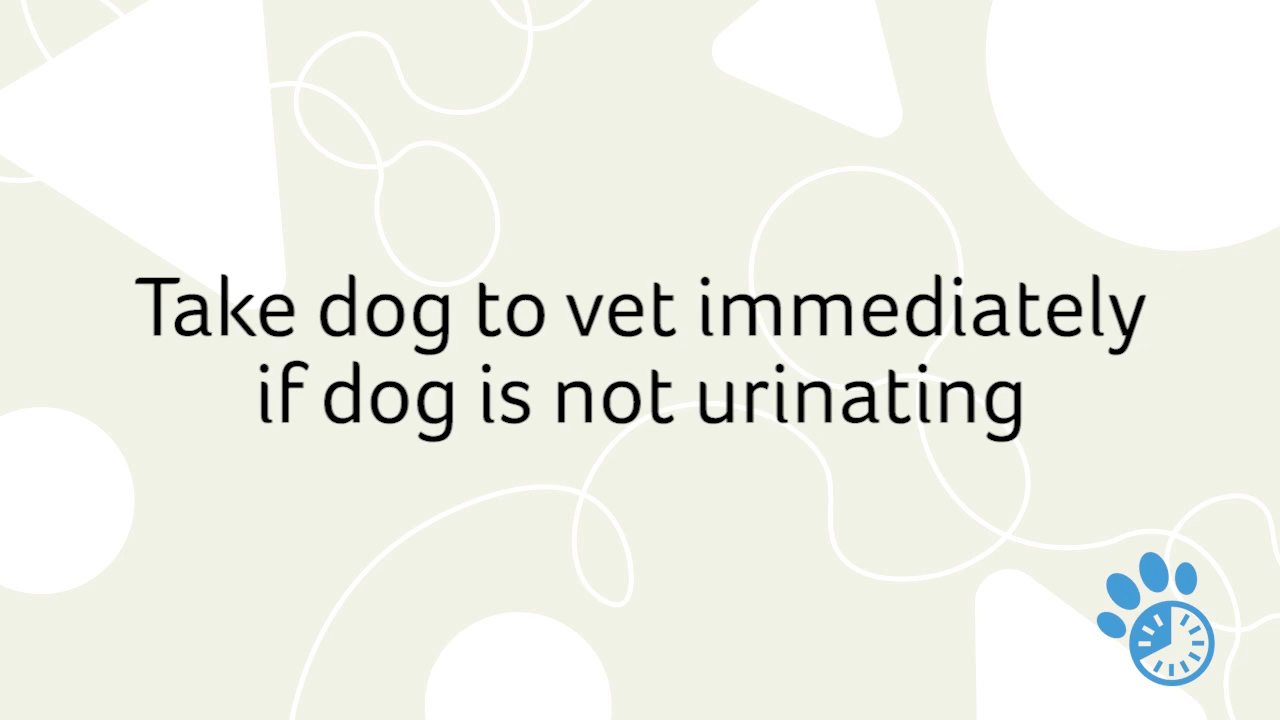 Take dog to vet immediately
if dog is not urinating